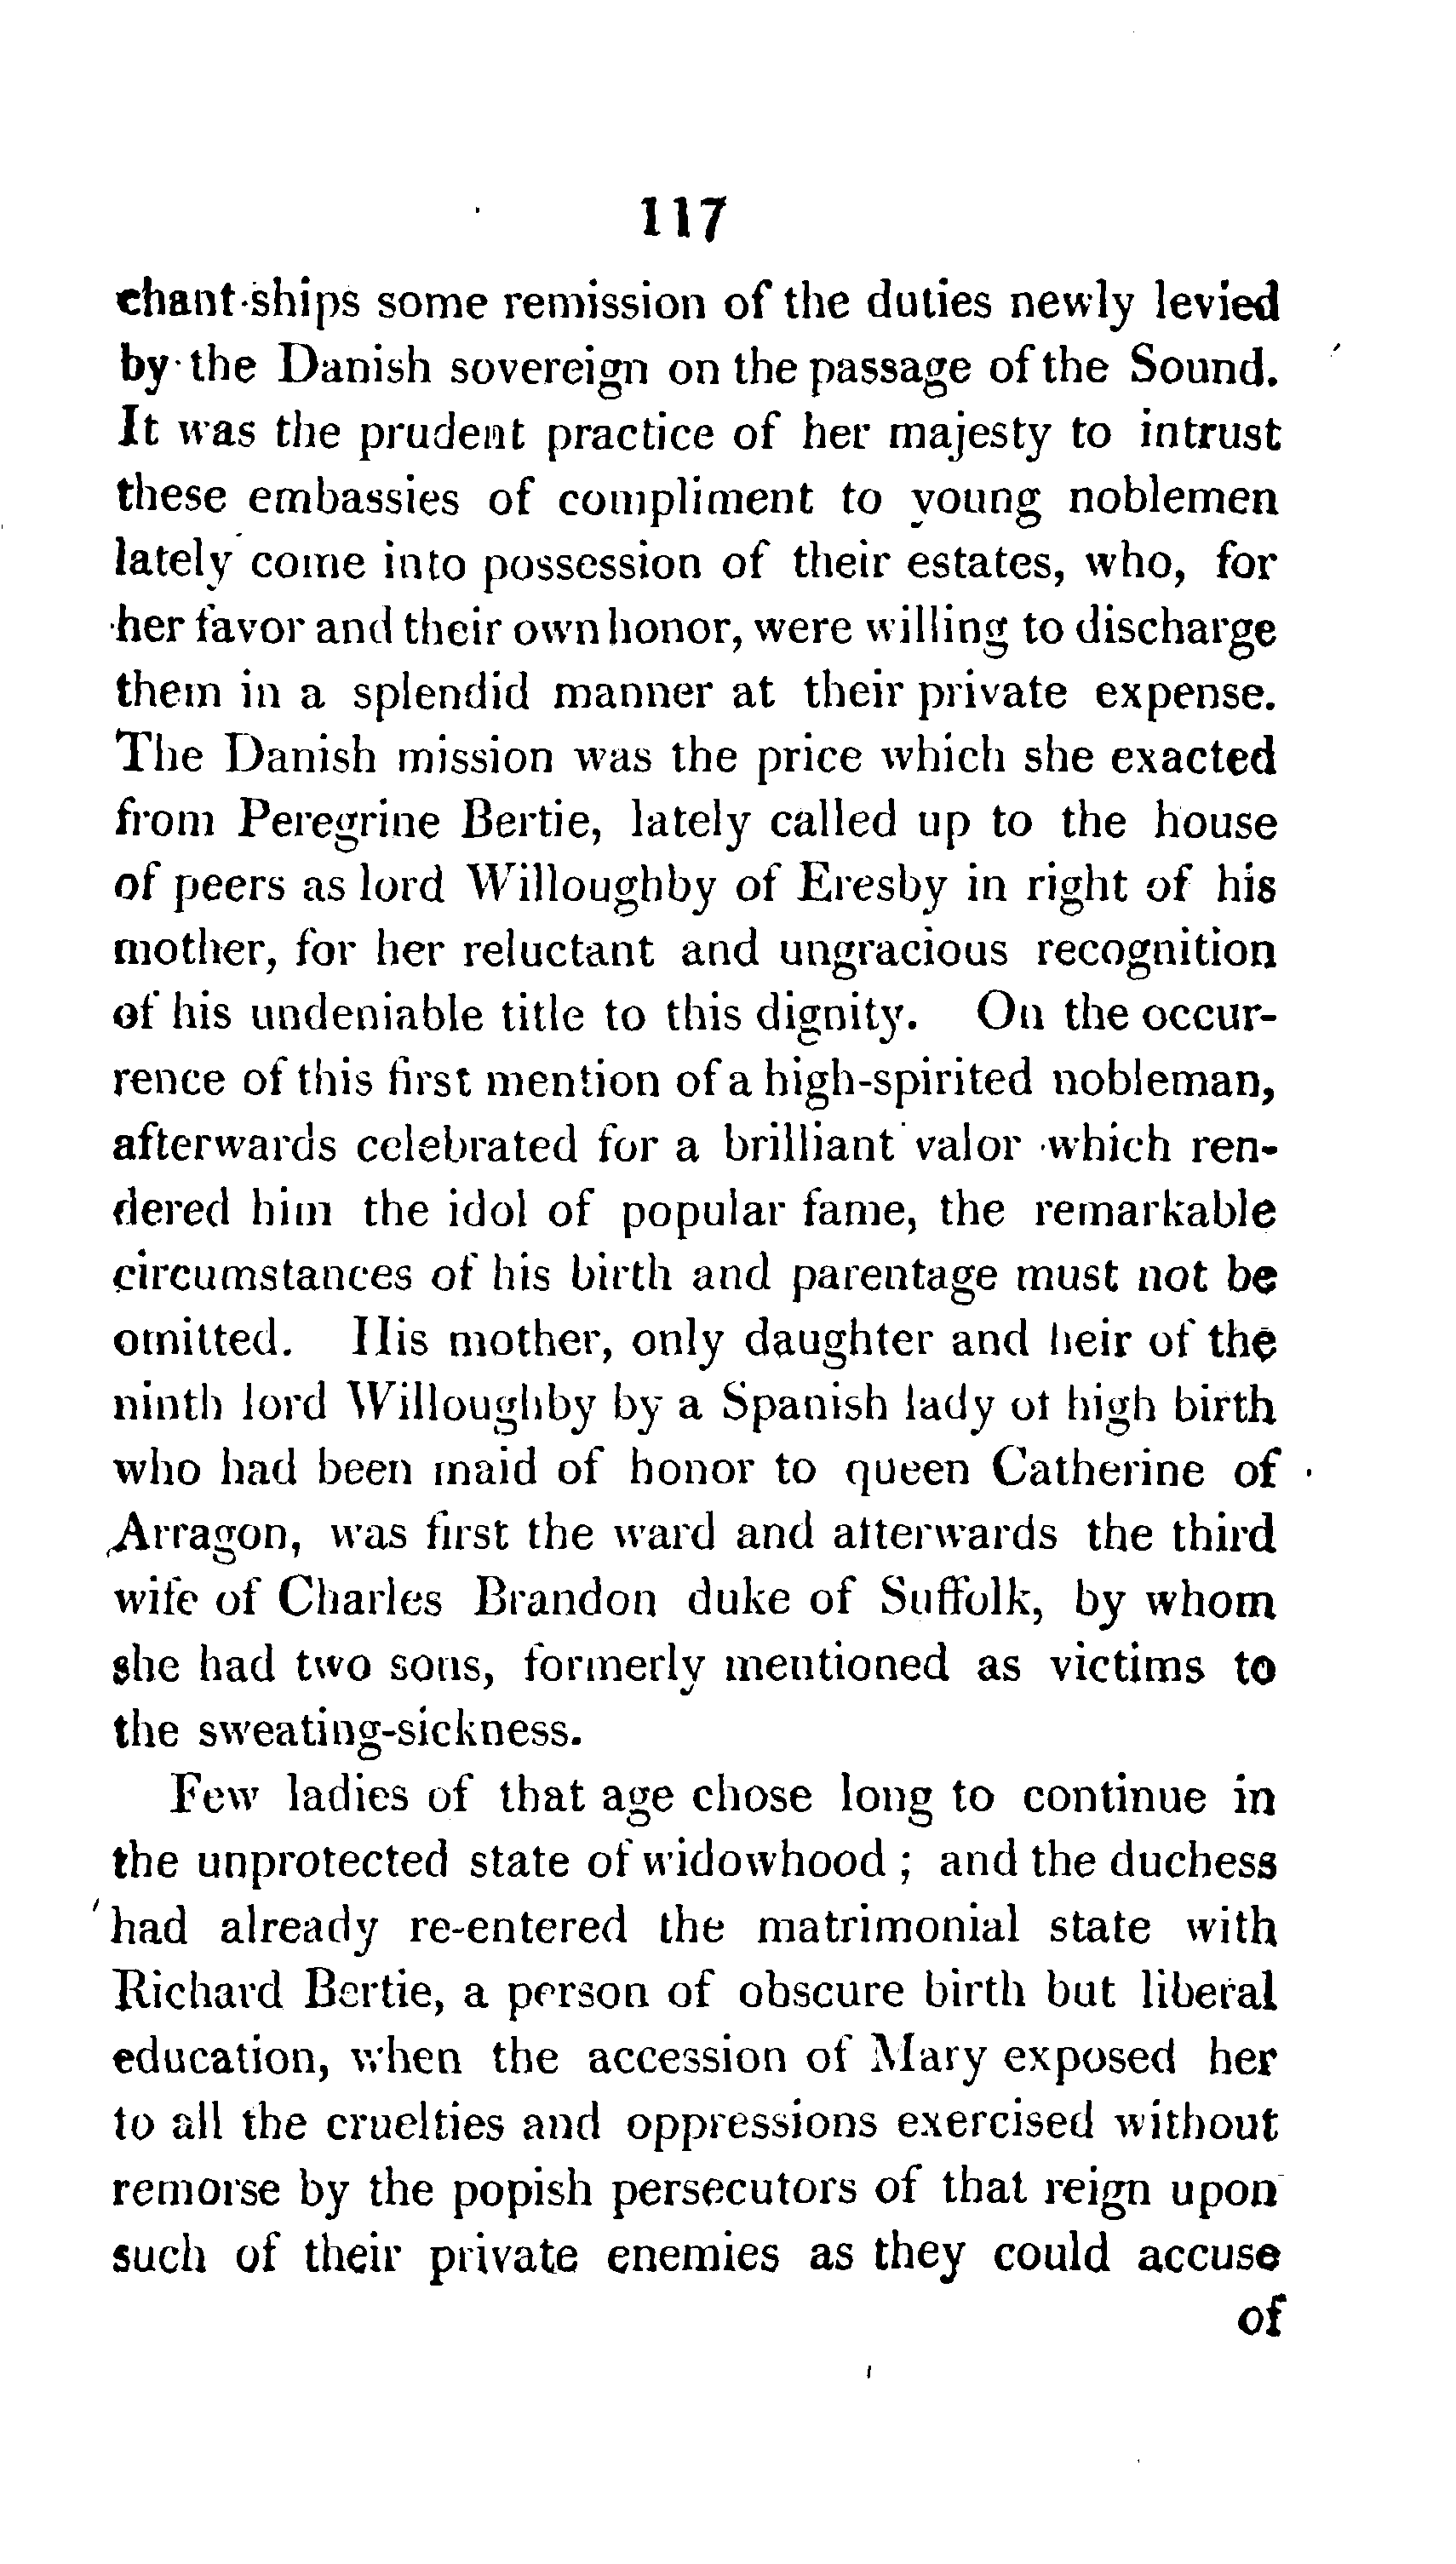 117
chant-ships some remission of the duties newly levied
by the Danish sovereign on the passage of the Sound.
It was the prudent practice of her majesty to intrust
these embassies of compliment to young noblemen
lately come into possession of their estates, who, for
her favor and their own honor, were willing to discharge
them in a splendid manner at their private expense.
The Danish mission was the price which she exacted
from Peregrine Bertie, lately called up to the house
of peers as lord Willoughby of Eresby in right of his
mother, for her reluctant and ungracious recognition
of his undeniable title to this dignity. On the occur-
rence of this first mention of a high-spirited nobleman,
afterwards celebrated for a brilliant valor which ren-
dered him the idol of popular fame, the remarkable
circumstances of his birth and parentage must not be
omitted. His mother, only daughter and heir of the
ninth lord Willoughby by a Spanish lady of high birth
who had been maid of honor to queen Catherine of
Arragon, was first the ward and afterwards the third
wife of Charles Brandon duke of Suffolk, by whom
she had two sons, formerly mentioned as victims to
the sweating-sickness.
Few ladies of that age chose long to continue in
the unprotected state of widowhood ; and the duchess
had already re-entered the matrimonial state with
Richard Bertie, a person of obscure birth but liberal
education, when the accession of Mary exposed her
to all the cruelties and oppressions exercised without
remorse by the popish persecutors of that reign upon
such of their private enemies as they could accuse
of